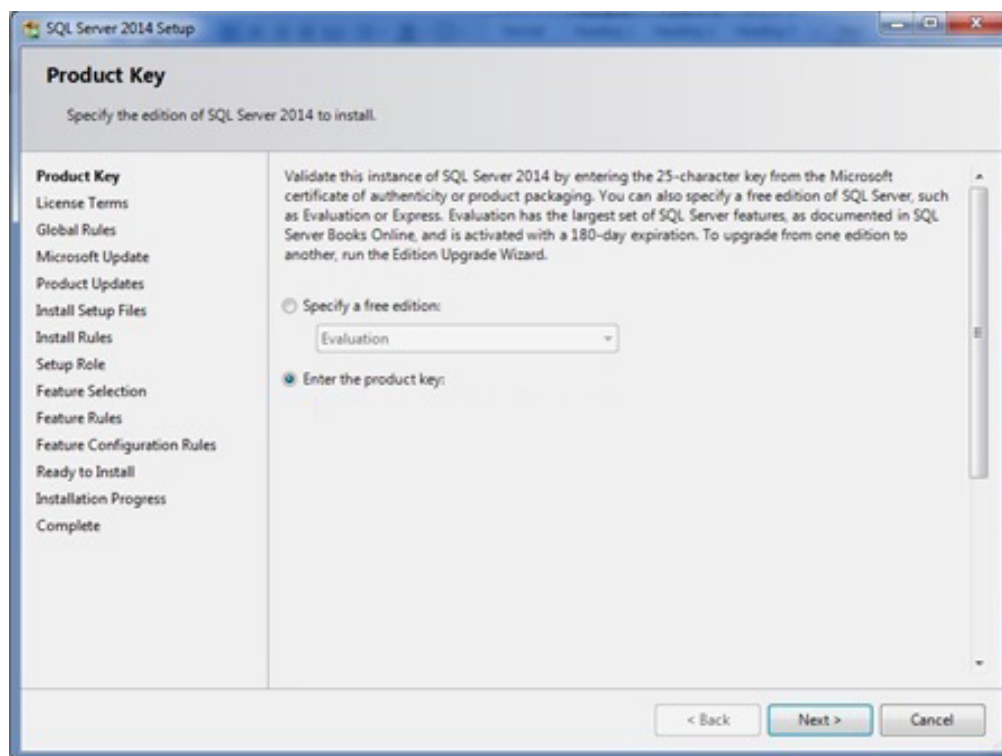 SQL Server 2014 Setup
Product Key
Specify the edition of SQL Server 2014 to install.
Product Key
License Terms
Global Rules
Microsoft Update
Product Updates
Install Setup Files
Install Rules
Setup Role
Feature Selection
Feature Rules
Feature Configuration Rules
Ready to Install
Installation Progress
Complete
Validate this instance of SQL Server 2014 by entering the 25-character key from the Microsoft
certificate of authenticity or product packaging. You can also specify a free edition of SQL Server, such
as Evaluation or Express. Evaluation has the largest set of SQL Server features, as documented in SQL
Server Books Online, and is activated with a 180-day expiration. To upgrade from one edition to
another, run the Edition Upgrade Wizard.
Specify a free edition:
Evaluation
Enter the product key:
< Back
Next >
Cancel